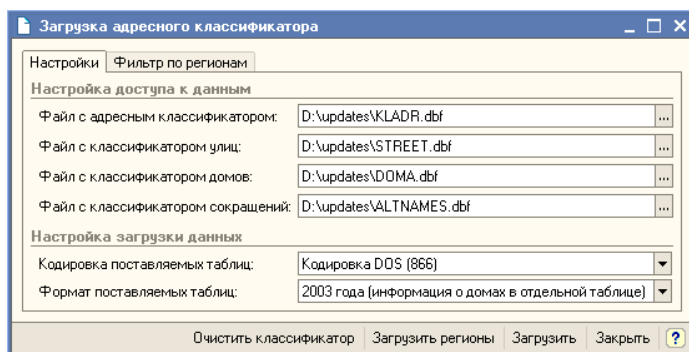 Загрузка адресного классификатора
Настройки Фильтр по регионам
Настройка доступа к данным
Файл с адресным классификатором: D:\updates\KLADR.dbf ...
Файл с классификатором улиц: D:\updates\STREET.dbf ...
Файл с классификатором домов: D:\updates\DOMA.dbf ...
Файл с классификатором сокращений: D:\updates\ALTNAMES.dbf ...
Настройка загрузки данных
Кодировка поставляемых таблиц: Кодировка DOS (866)
Формат поставляемых таблиц: 2003 года (информация о домах в отдельной таблице)
Очистить классификатор Загрузить регионы Загрузить Закрыть ?